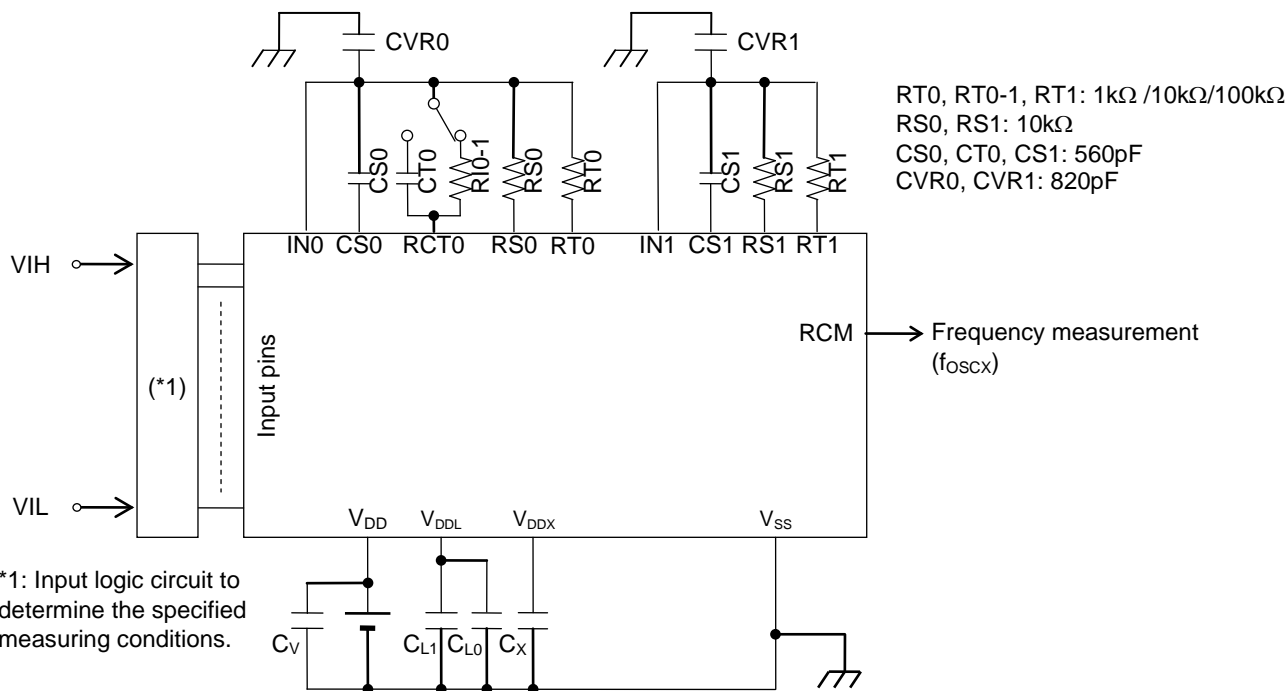 CVR0
CVR1
RT0, RT0-1, RT1: 1kΩ /10kΩ/100kΩ
RS0, RS1: 10kΩ
CS0, CT0, CS1: 560pF
CVR0, CVR1: 820pF
CS0
CT0
RI0-1
RS0
RT0
CS1
RS1
RT1
IN0 CS0 RCT0 RS0 RT0
IN1 CS1 RS1 RT1
VIH
(*1)
Input pins
RCM
Frequency measurement
(fOSCX)
VIL
VDD VDDL VDDX VSS
*1: Input logic circuit to
determine the specified
measuring conditions.
CV
CL1
CL0
CX